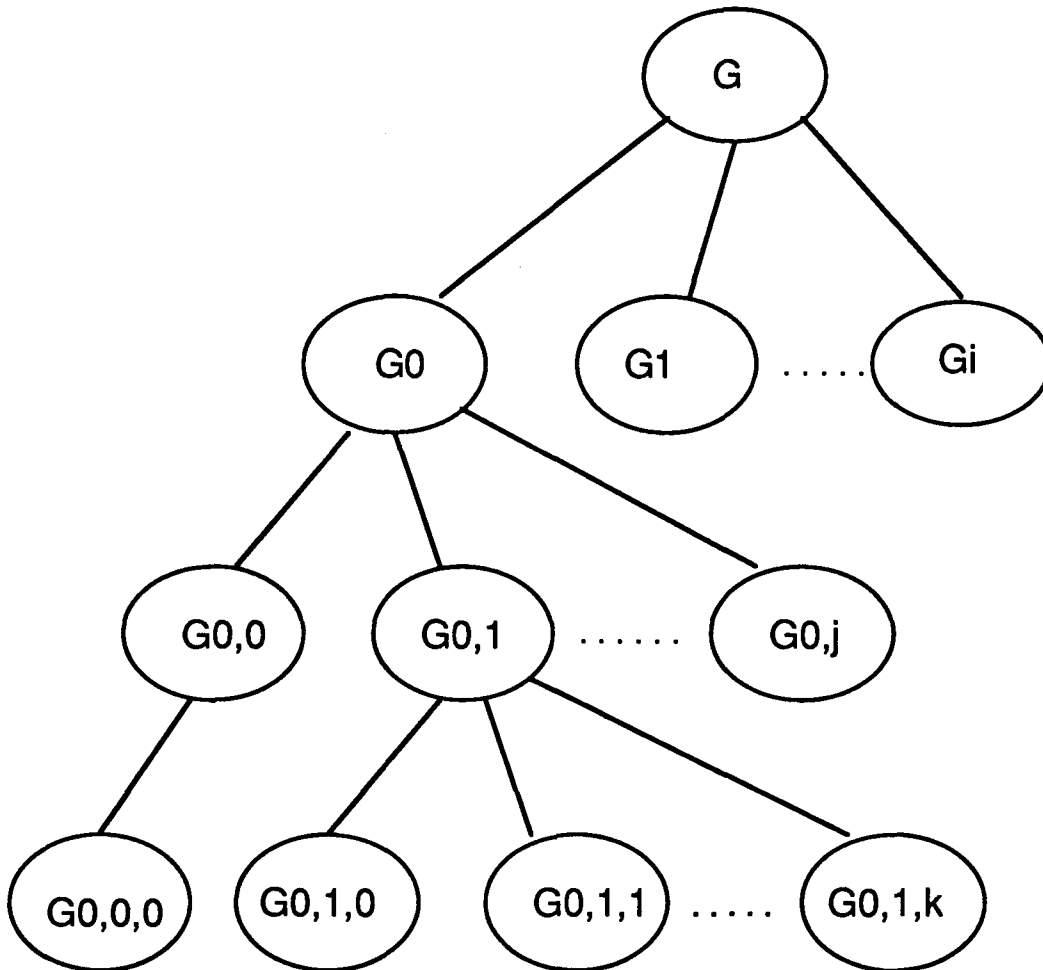 G
G0
G1
.....
Gi
G0,0
G0,1
......
G0,j
G0,0,0
G0,1,0
G0,1,1
.....
G0,1,k